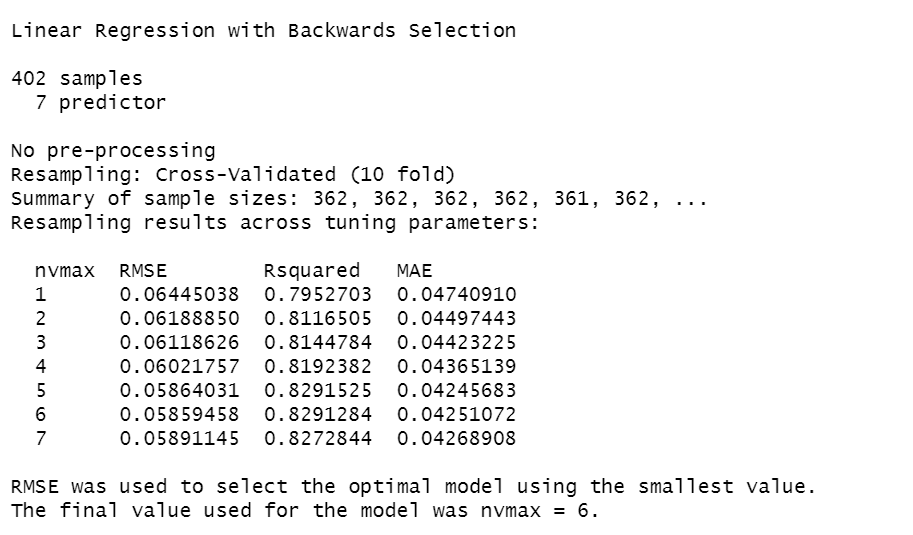 Linear Regression with Backwards Selection
402 samples
7 predictor
No pre-processing
Resampling: Cross-Validated (10 fold)
Summary of sample sizes: 362, 362, 362, 362, 361, 362, ...
Resampling results across tuning parameters:
nvmax RMSE Rsquared MAE
1 0.06445038 0.7952703 0.04740910
2 0.06188850 0.8116505 0.04497443
3 0.06118626 0.8144784 0.04423225
4 0.06021757 0.8192382 0.04365139
5 0.05864031 0.8291525 0.04245683
6 0.05859458 0.8291284 0.04251072
7 0.05891145 0.8272844 0.04268908
RMSE was used to select the optimal model using the smallest value.
The final value used for the model was nvmax = 6.